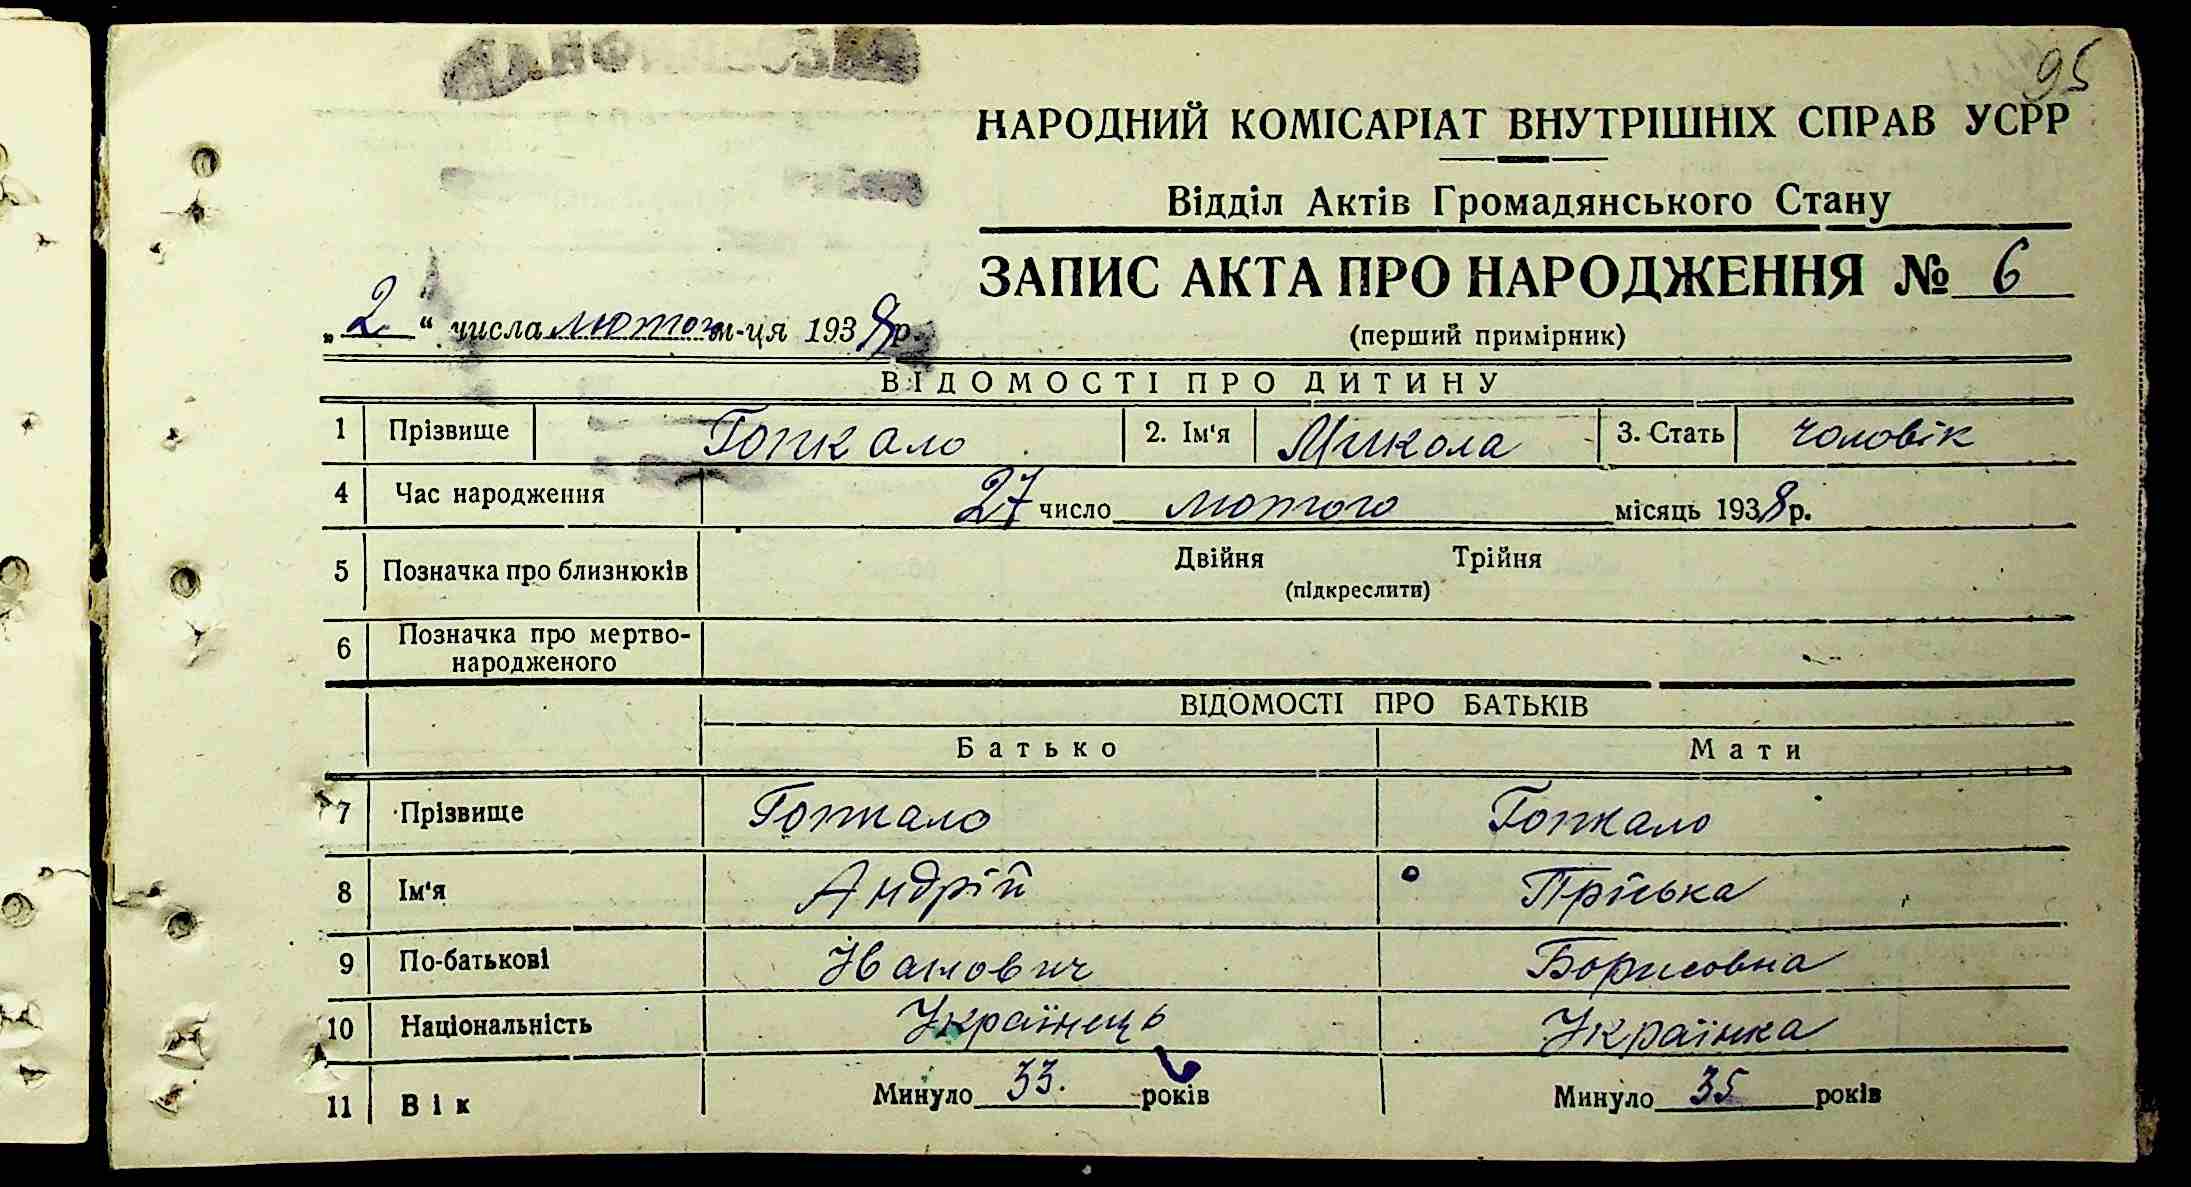 95
НАРОДНИЙ КОМІСАРІАТ ВНУТРІШНІХ СПРАВ УСРР
Відділ Актів Громадянського Стану
ЗАПИС АКТА ПРО НАРОДЖЕННЯ № 6
„2“ числа лютого м-ця 1938 р.
(перший примірник)
ВІДОМОСТІ ПРО ДИТИНУ
1 Прізвище Гопкало 2. Ім'я Микола 3. Стать чоловік
4 Час народження 27 число лютого місяць 1938 р.
5 Позначка про близнюків Двійня Трійня
(підкреслити)
6 Позначка про мертво-
народженого
ВІДОМОСТІ ПРО БАТЬКІВ
Батько Мати
7 Прізвище Гопкало Гопкало
8 Ім'я Андрій Пріська
9 По-батькові Іванович Борисовна
10 Національність Українець Українка
11 Вік Минуло 33. років Минуло 35 років